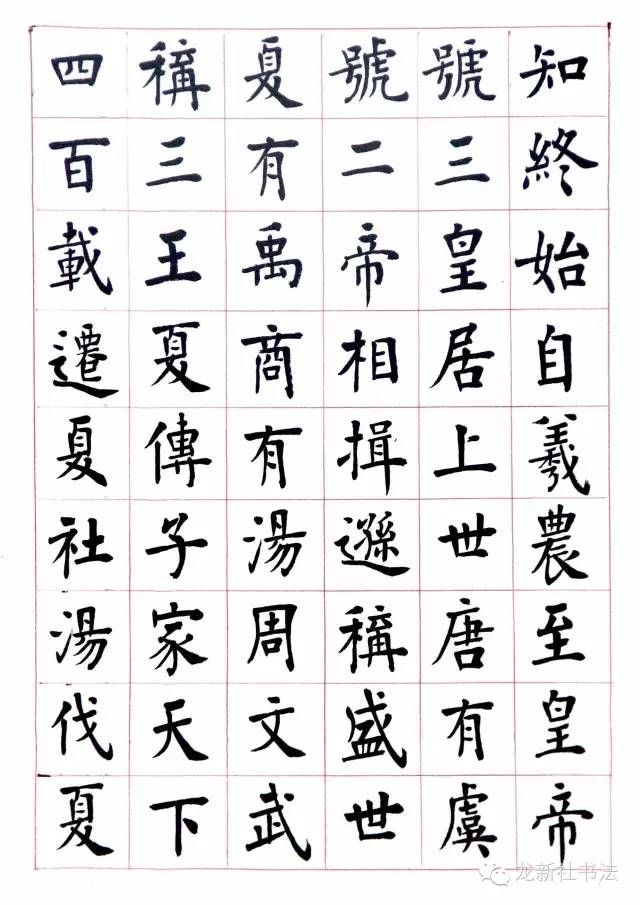 知終始自羲農至皇帝
號三皇居上世唐有虞
號二帝相揖遜稱盛世
夏有禹商有湯周文武
稱三王夏傳子家天下
四百載遷夏社湯伐夏
龙新社书法